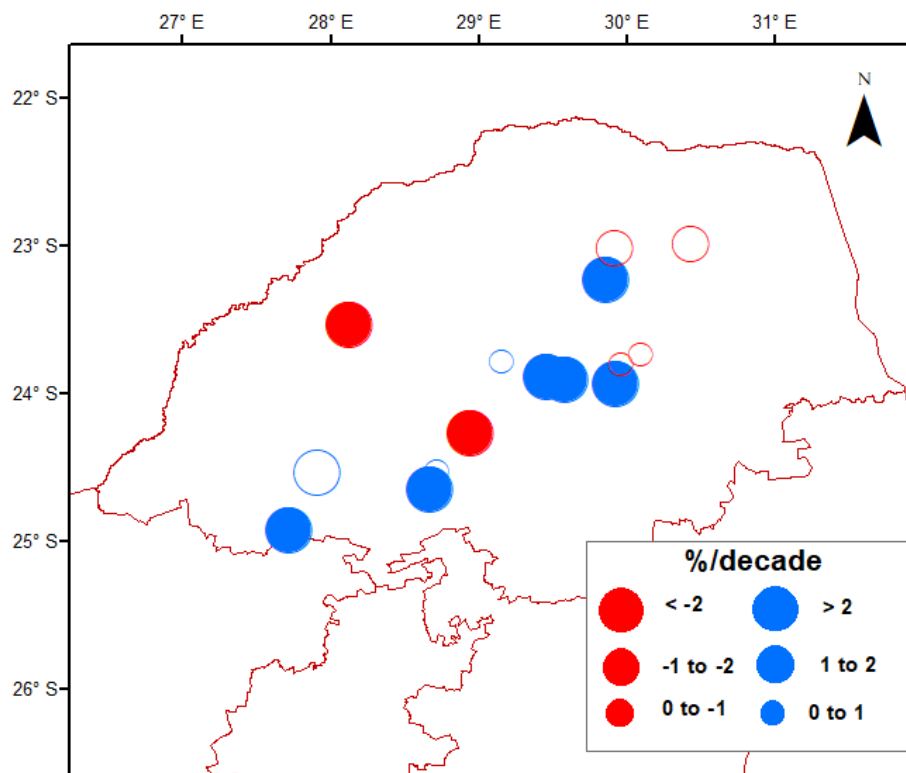 27° E 28° E 29° E 30° E 31° E
N
22° S
23° S
24° S
25° S
26° S
%/decade
< -2 > 2
-1 to -2 1 to 2
0 to -1 0 to 1